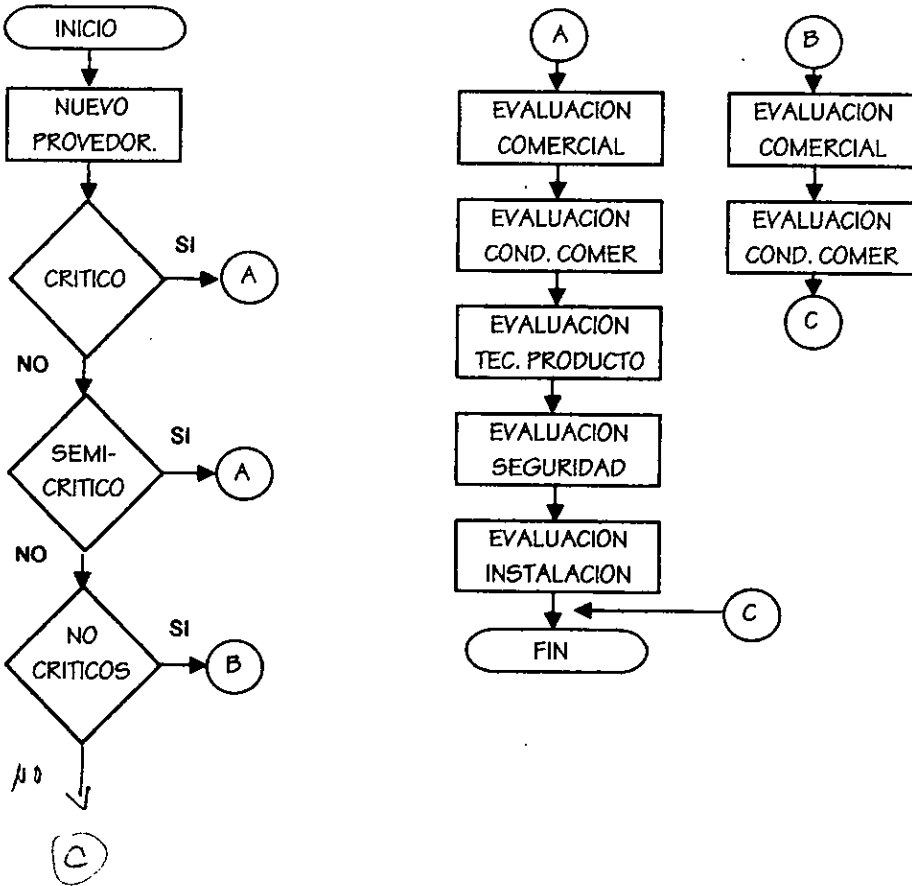 INICIO
NUEVO
PROVEDOR.
CRITICO
SI
A
NO
SEMI-
CRITICO
SI
A
NO
NO
CRITICOS
SI
B
NO
C
A
EVALUACION
COMERCIAL
EVALUACION
COND. COMER
EVALUACION
TEC. PRODUCTO
EVALUACION
SEGURIDAD
EVALUACION
INSTALACION
C
FIN
B
EVALUACION
COMERCIAL
EVALUACION
COND. COMER
C